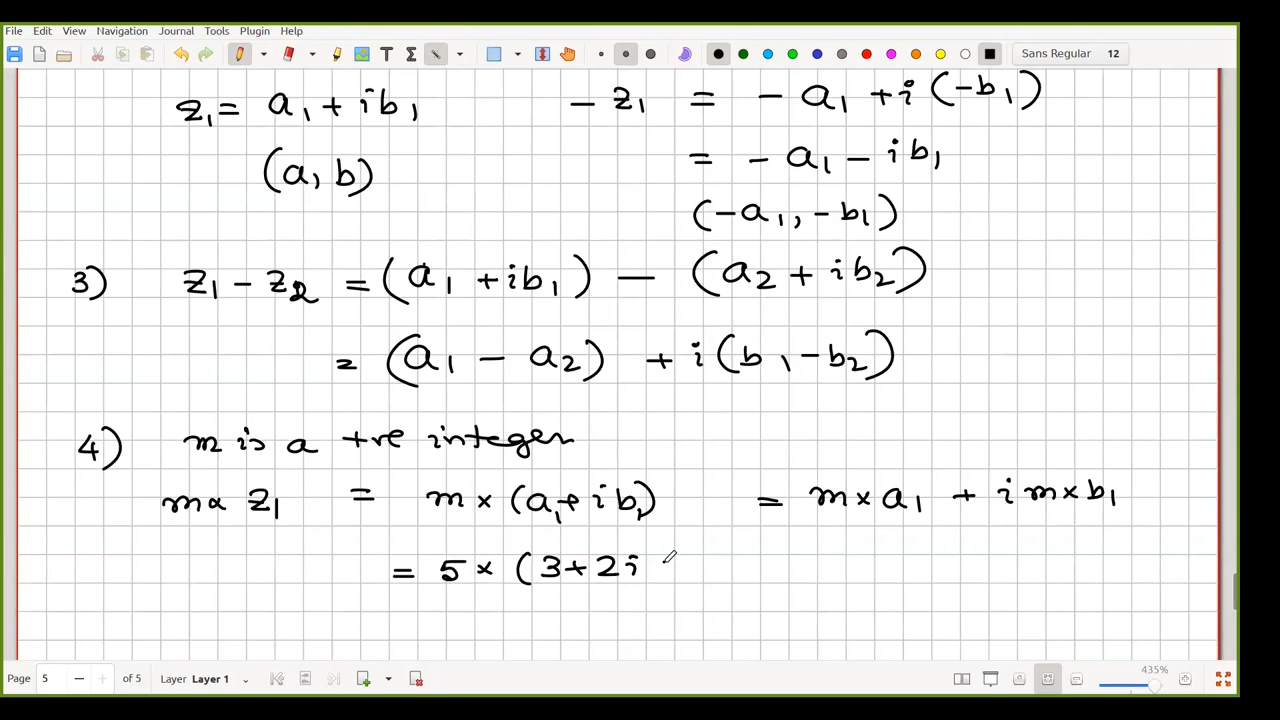 File Edit View Navigation Journal Tools Plugin Help
Sans Regular 12
z₁ = a₁ + ib₁
− z₁ = − a₁ + i (−b₁)
(a, b)
= − a₁ − ib₁
(−a₁, −b₁)
3) z₁ − z₂ = (a₁ + ib₁) − (a₂ + ib₂)
= (a₁ − a₂) + i (b₁ − b₂)
4) m is a +ve integer
m × z₁ = m × (a₁ + ib₁) = m × a₁ + i m × b₁
= 5 × (3 + 2i
Page 5 of 5 Layer Layer 1 435%